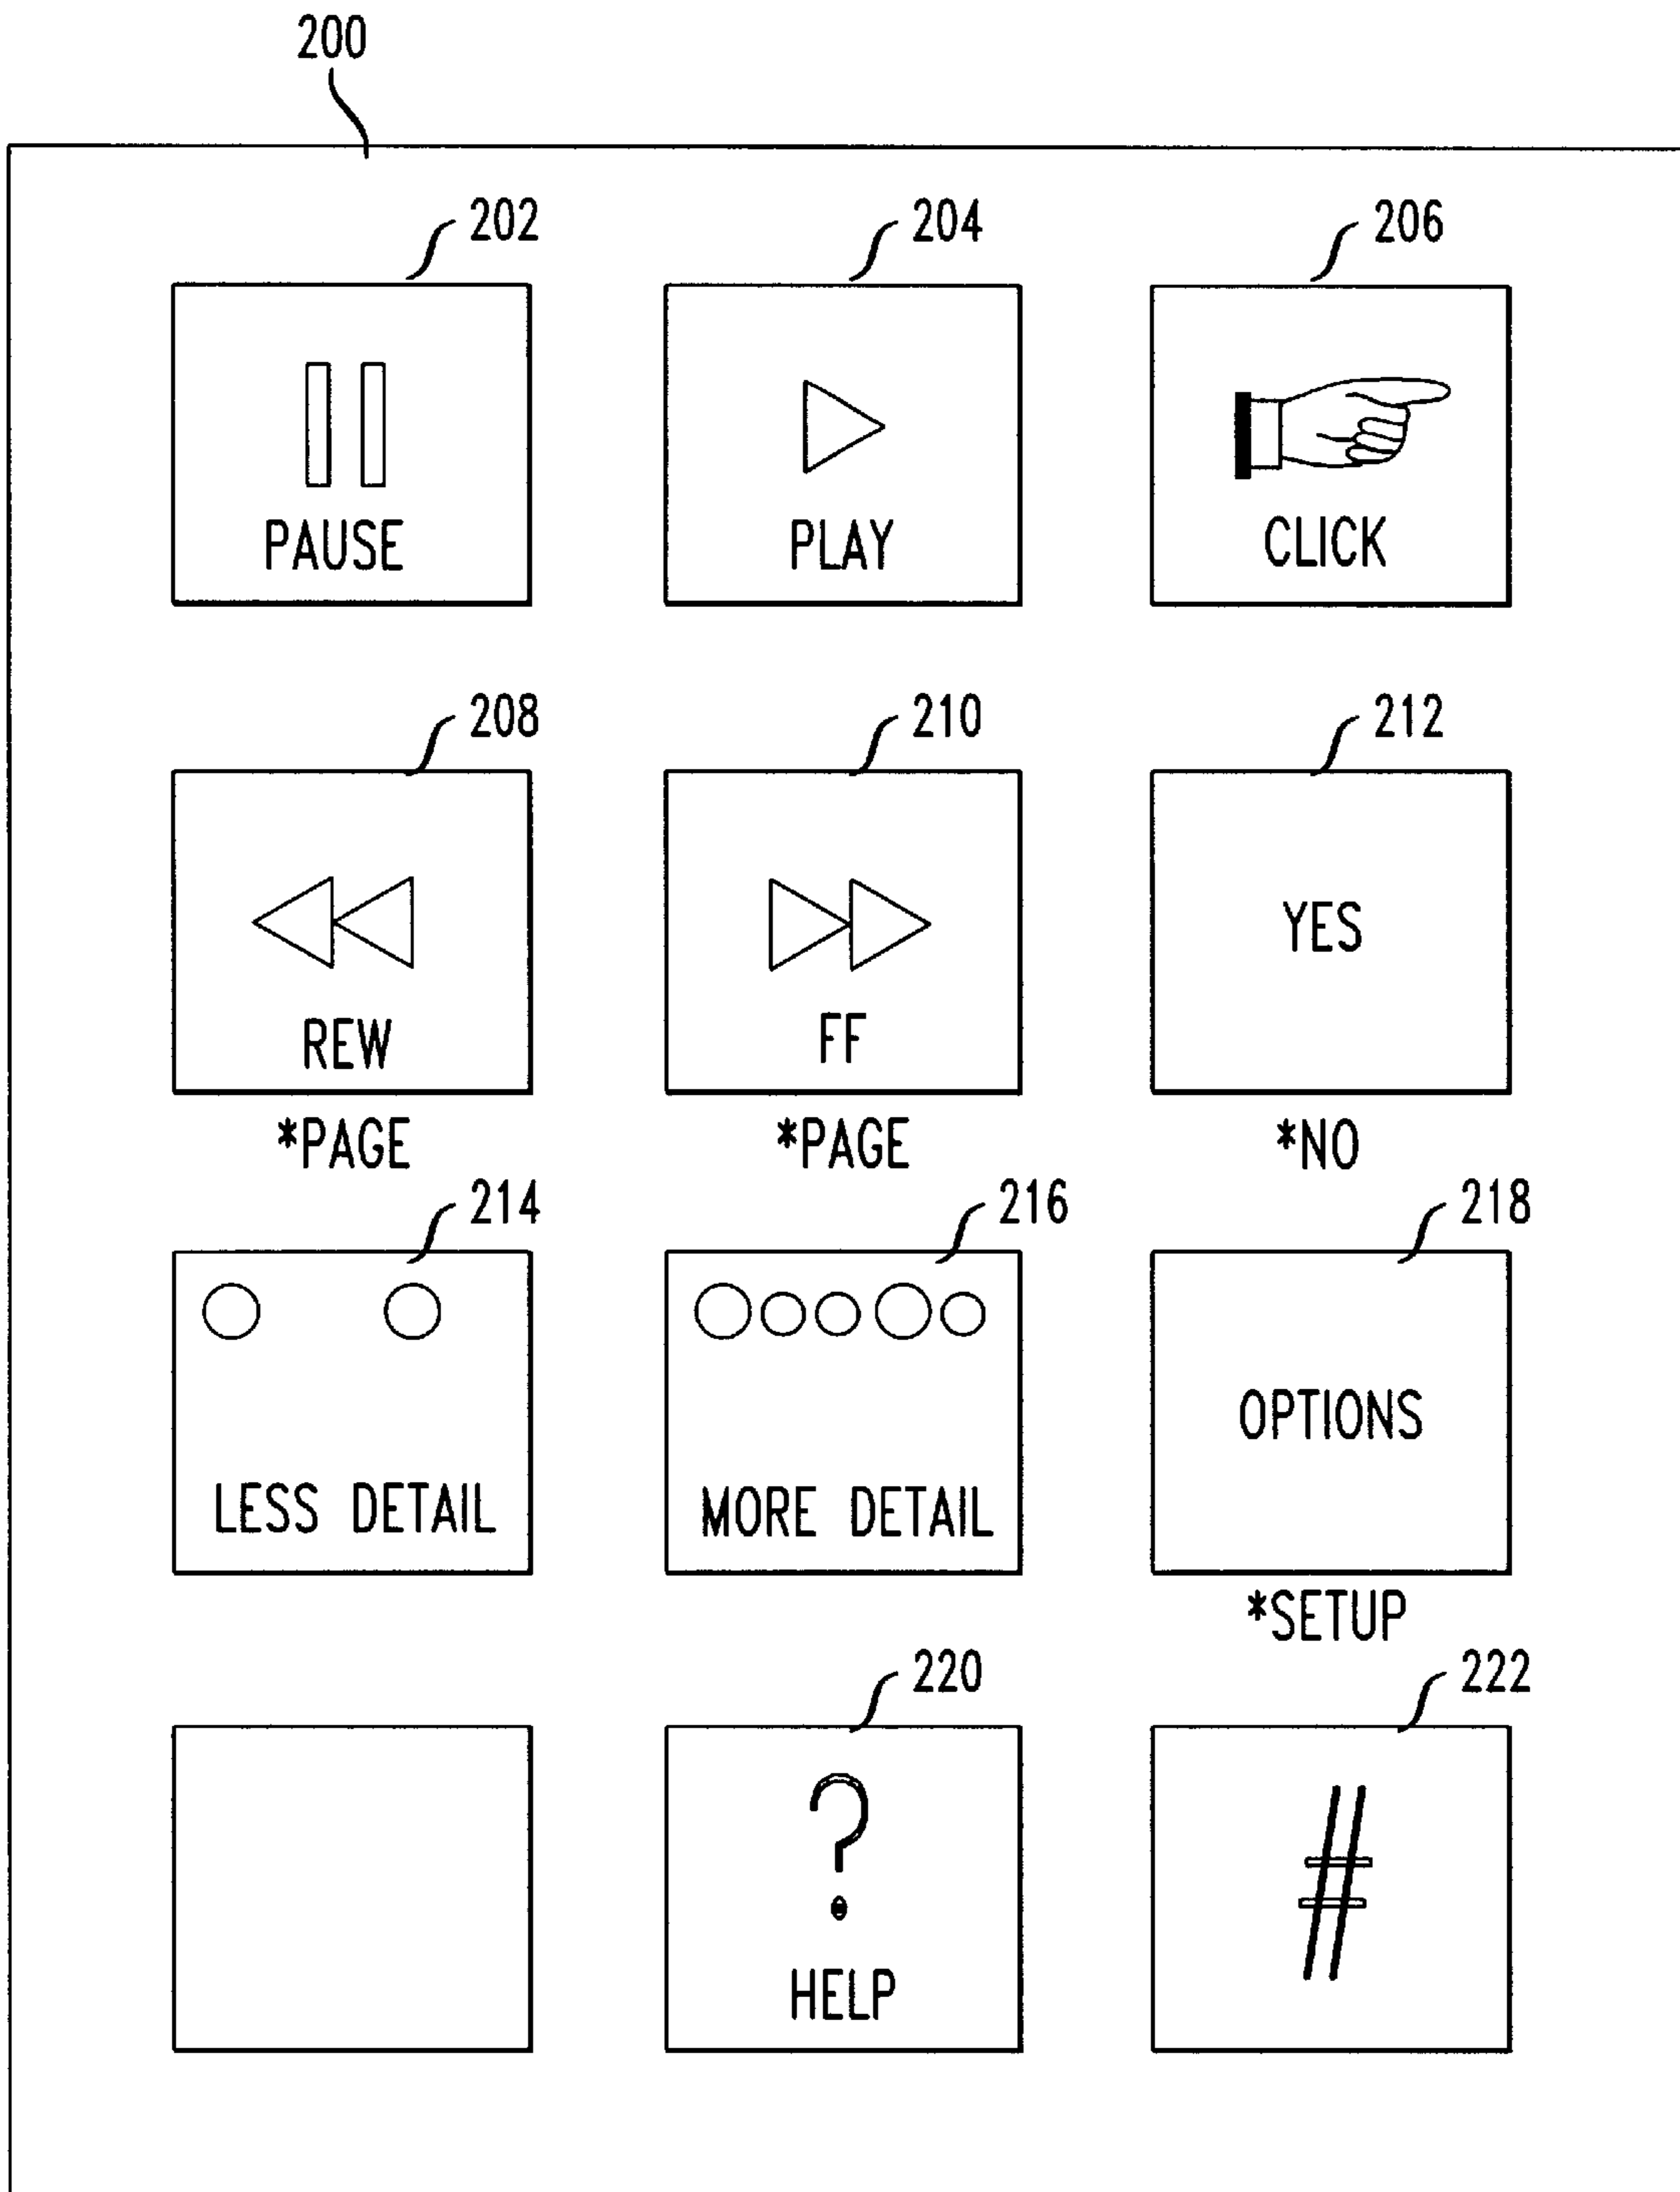 200
202 204 206
PAUSE PLAY CLICK
208 210 212
YES
REW FF
*PAGE *PAGE *NO
214 216 218
OPTIONS
LESS DETAIL MORE DETAIL
*SETUP
220 222
? #
HELP